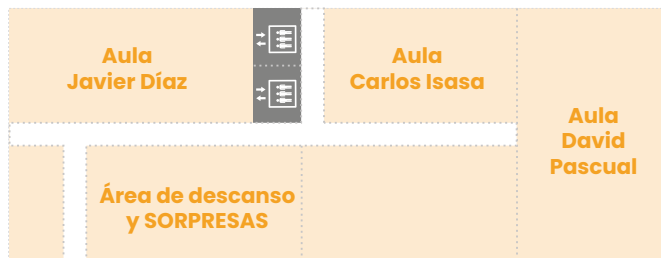 Aula
Javier Díaz
Aula
Carlos Isasa
Aula
David
Pascual
Área de descanso
y SORPRESAS